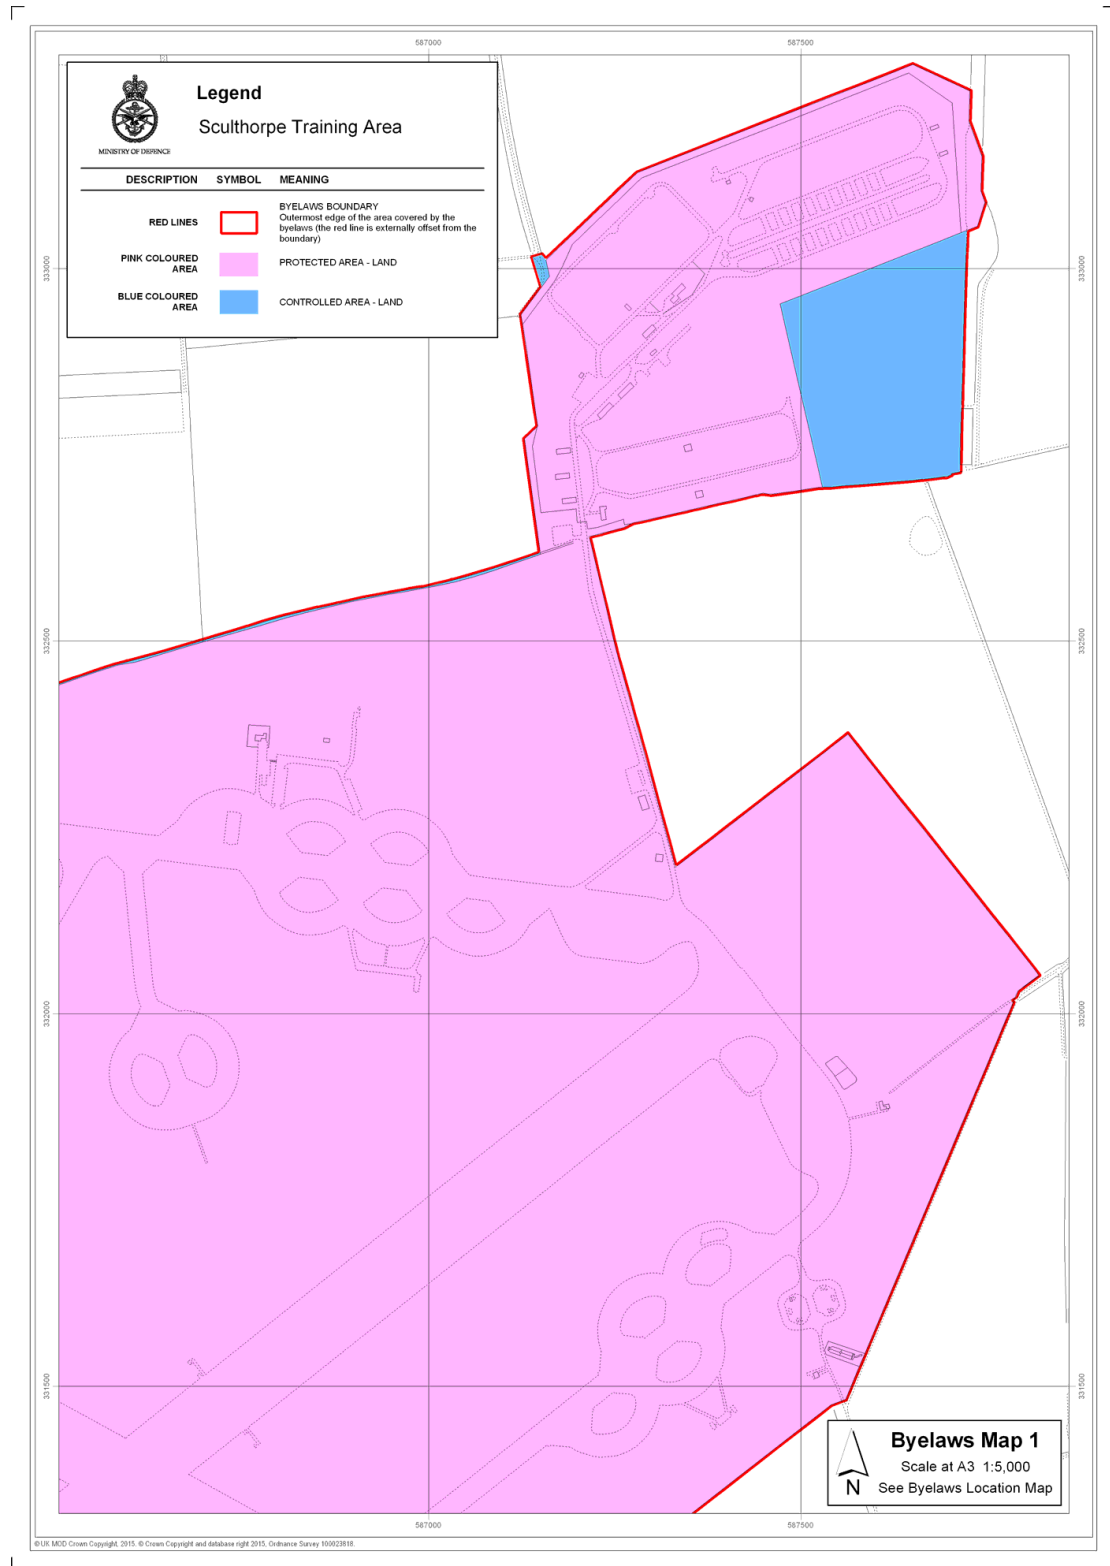 587000
587500
Legend
Sculthorpe Training Area
MINISTRY OF DEFENCE
DESCRIPTION SYMBOL MEANING
RED LINES
BYELAWS BOUNDARY
Outermost edge of the area covered by the
byelaws (the red line is externally offset from the
boundary)
PINK COLOURED
AREA
PROTECTED AREA - LAND
BLUE COLOURED
AREA
CONTROLLED AREA - LAND
333000
333000
332500
332500
332000
332000
331500
331500
Byelaws Map 1
Scale at A3 1:5,000
See Byelaws Location Map
N
587000
587500
© UK MOD Crown Copyright, 2015. © Crown Copyright and database right 2015, Ordnance Survey 100023818.